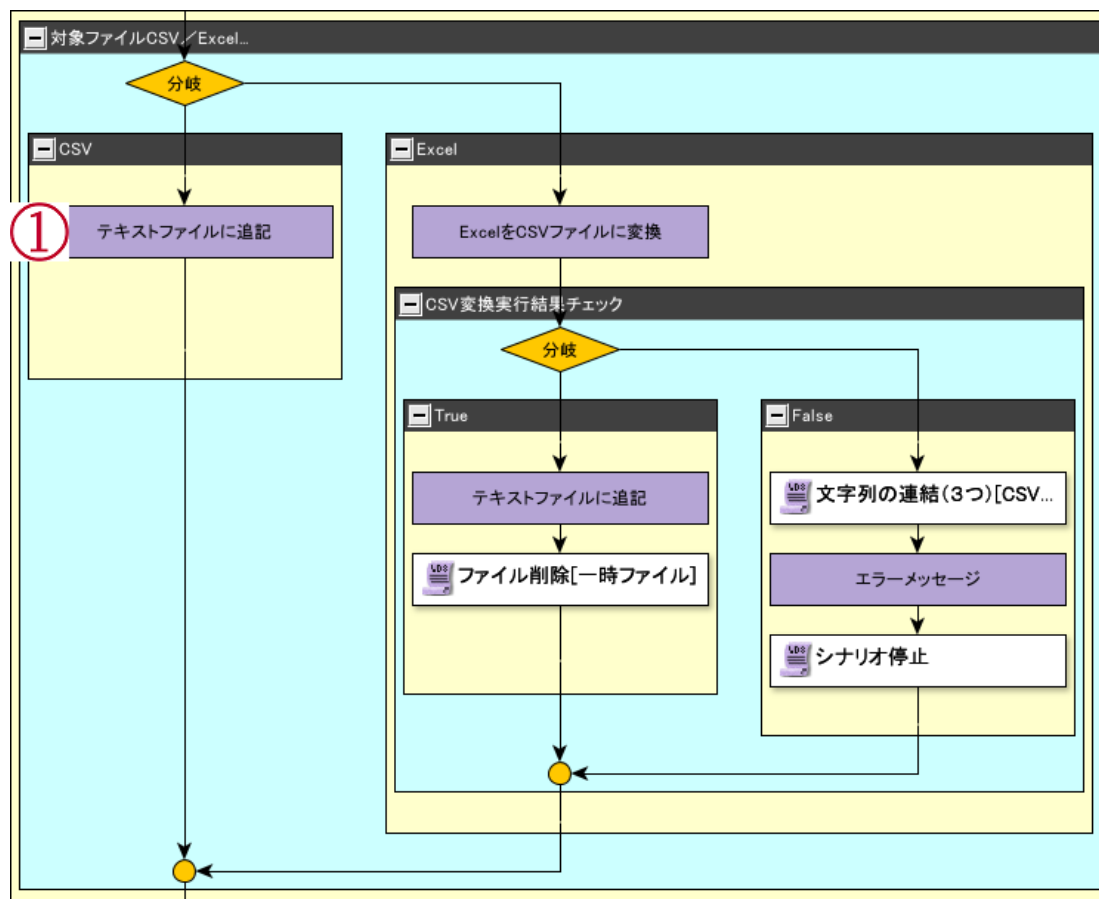 対象ファイルCSV／Excel…
分岐
CSV
Excel
①
テキストファイルに追記
ExcelをCSVファイルに変換
CSV変換実行結果チェック
分岐
True
False
テキストファイルに追記
文字列の連結(3つ)[CSV...
ファイル削除[一時ファイル]
エラーメッセージ
シナリオ停止